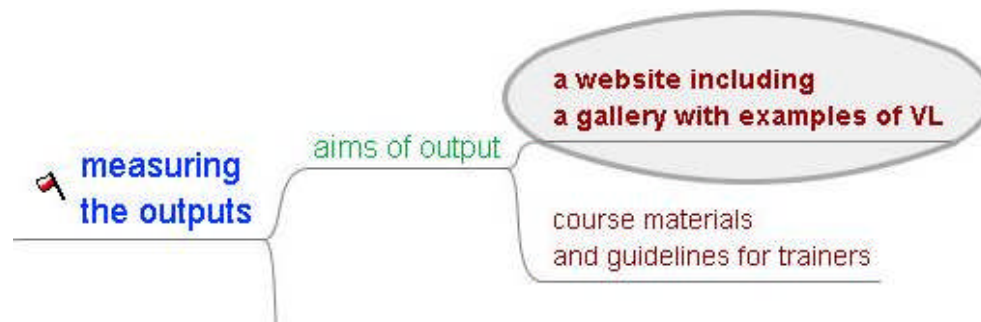 a website including
a gallery with examples of VL
aims of output
measuring
the outputs
course materials
and guidelines for trainers